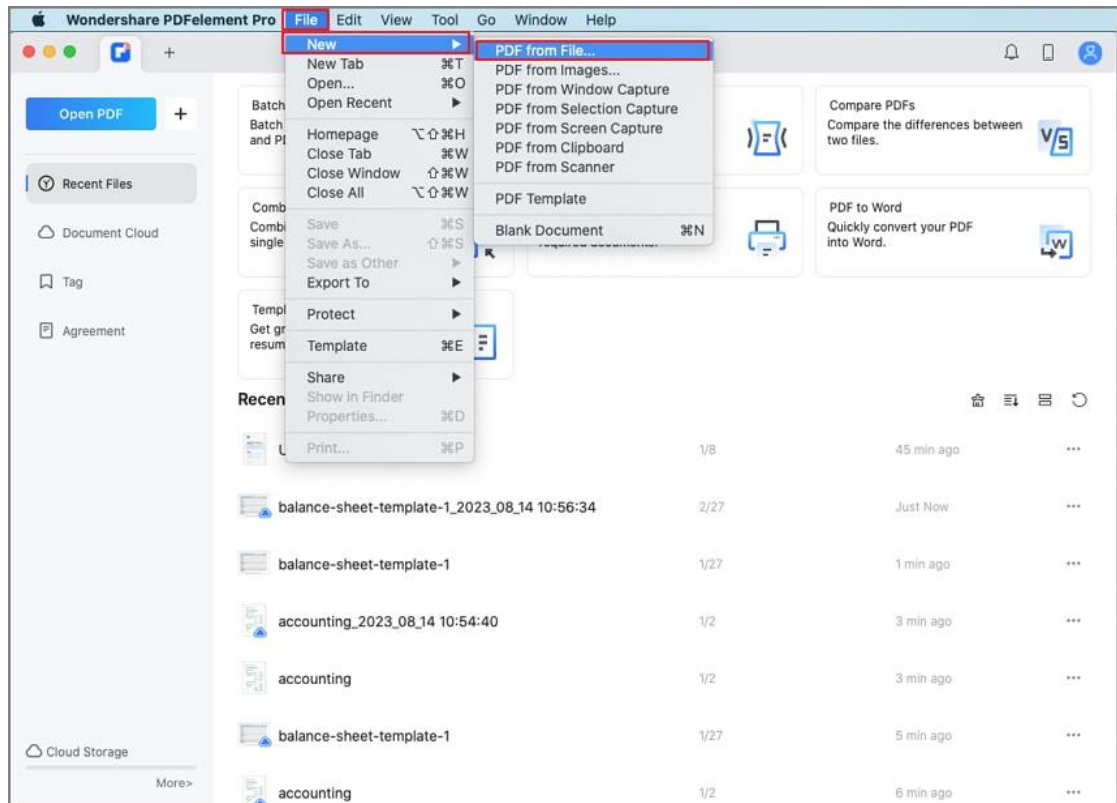 Wondershare PDFelement Pro File Edit View Tool Go Window Help
New
New Tab ⌘T
Open... ⌘O
Open Recent
Homepage ⌥⇧⌘H
Close Tab ⌘W
Close Window ⇧⌘W
Close All ⌥⇧⌘W
Save ⌘S
Save As... ⇧⌘S
Save as Other
Export To
Protect
Template ⌘E
Share
Show in Finder
Properties... ⌘D
Print... ⌘P
PDF from File...
PDF from Images...
PDF from Window Capture
PDF from Selection Capture
PDF from Screen Capture
PDF from Clipboard
PDF from Scanner
PDF Template
Blank Document ⌘N
Open PDF +
Recent Files
Document Cloud
Tag
Agreement
Cloud Storage
More>
Batch
Batch
and
Compare PDFs
Compare the differences between
two files.
V/S
Combi
single
PDF to Word
Quickly convert your PDF
into Word.
W
Get
resum
Recen
1/8 45 min ago
balance-sheet-template-1_2023_08_14 10:56:34 2/27 Just Now
balance-sheet-template-1 1/27 1 min ago
accounting_2023_08_14 10:54:40 1/2 3 min ago
accounting 1/2 3 min ago
balance-sheet-template-1 1/27 5 min ago
accounting 1/2 6 min ago